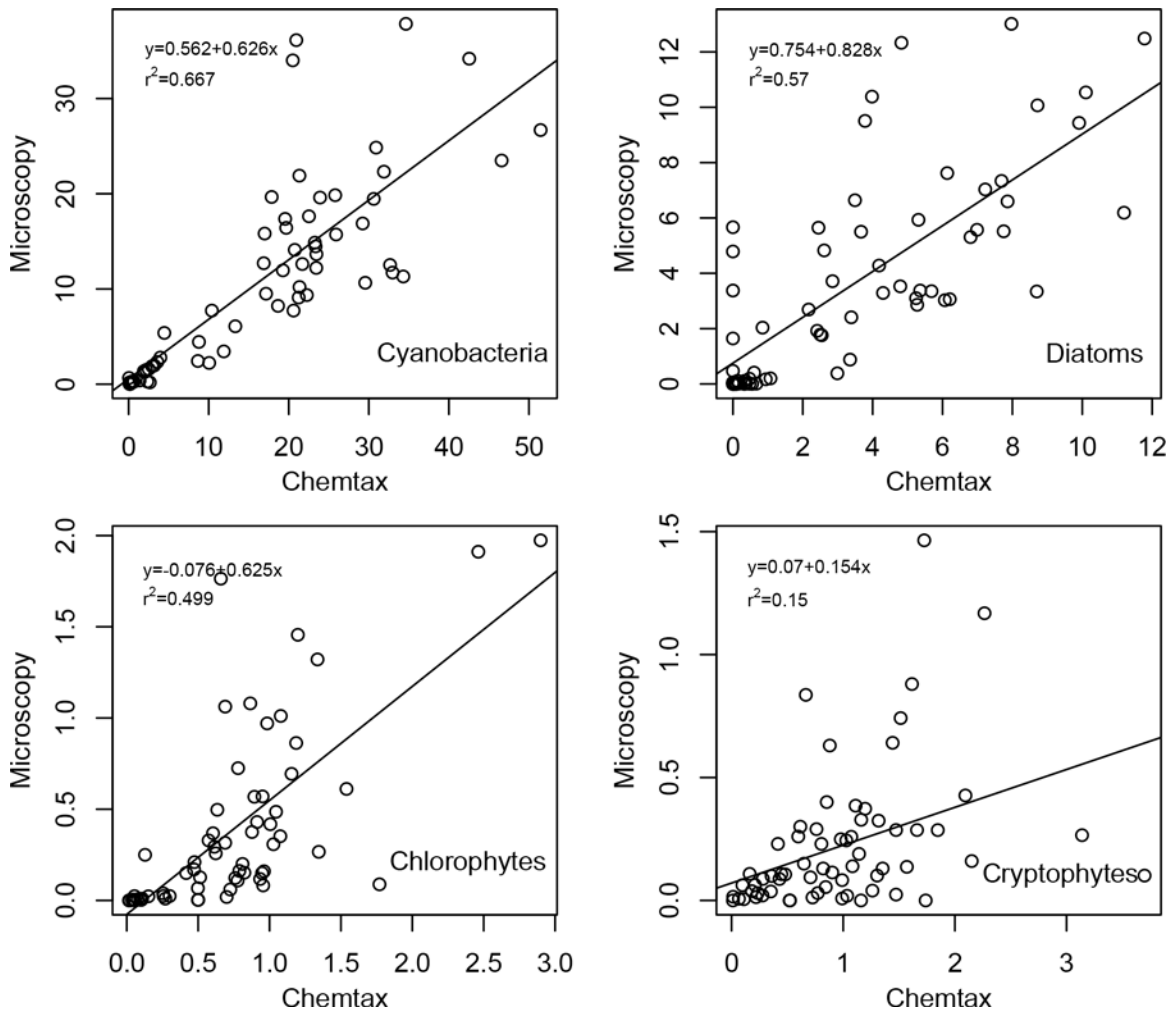 y=0.562+0.626x
r²=0.667
Microscopy
0 10 20 30
Cyanobacteria
0 10 20 30 40 50
Chemtax
y=0.754+0.828x
r²=0.57
Microscopy
0 2 4 6 8 10 12
Diatoms
0 2 4 6 8 10 12
Chemtax
y=-0.076+0.625x
r²=0.499
Microscopy
0.0 0.5 1.0 1.5 2.0
Chlorophytes
0.0 0.5 1.0 1.5 2.0 2.5 3.0
Chemtax
y=0.07+0.154x
r²=0.15
Microscopy
0.0 0.5 1.0 1.5
Cryptophytes
0 1 2 3
Chemtax